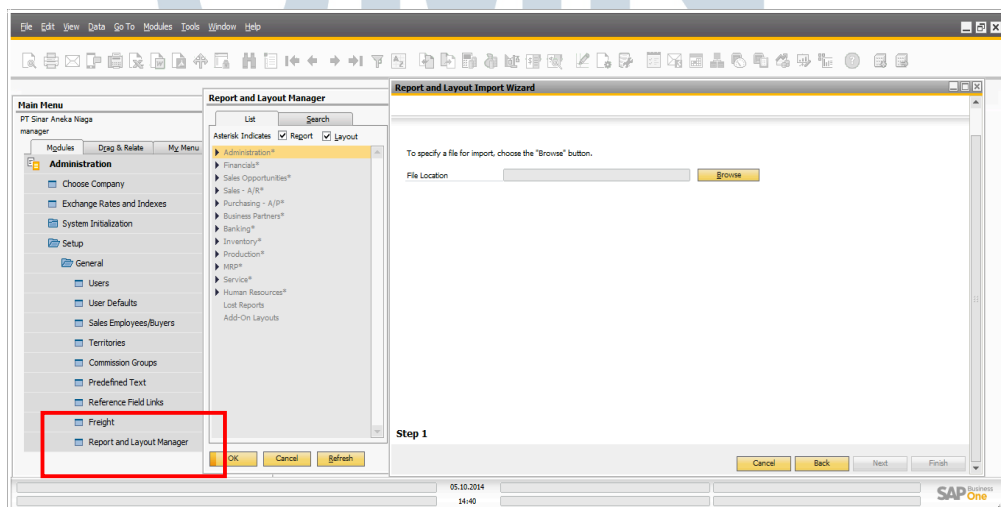 File Edit View Data Go To Modules Tools Window Help
Main Menu
PT Sinar Aneka Niaga
manager
Modules Drag & Relate My Menu
Administration
Choose Company
Exchange Rates and Indexes
System Initialization
Setup
General
Users
User Defaults
Sales Employees/Buyers
Territories
Commission Groups
Predefined Text
Reference Field Links
Freight
Report and Layout Manager
Report and Layout Manager
List Search
Asterisk Indicates Report Layout
Administration*
Financials*
Sales Opportunities*
Sales - A/R*
Purchasing - A/P*
Business Partners*
Banking*
Inventory*
Production*
MRP*
Service*
Human Resources*
Lost Reports
Add-On Layouts
OK Cancel Refresh
Report and Layout Import Wizard
To specify a file for import, choose the "Browse" button.
File Location Browse
Step 1
Cancel Back Next Finish
05.10.2014
14:40
SAP Business One